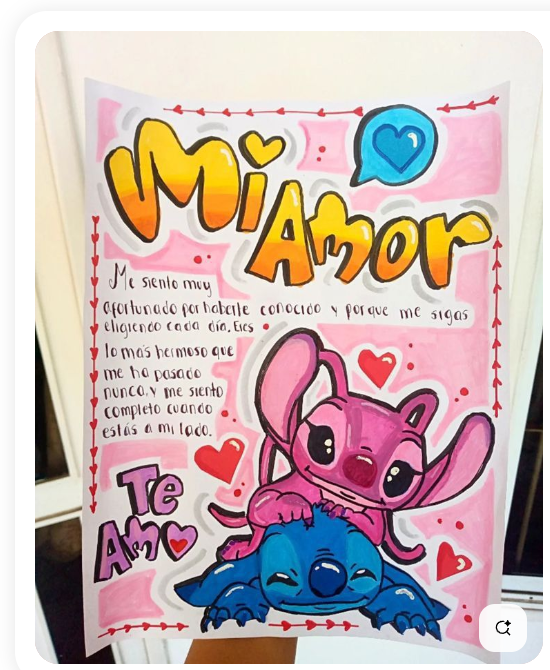 Mi
Amor
Me siento muy
afortunado por haberte conocido y porque me sigas
eligiendo cada día, Eres
lo más hermoso que
me ha pasado
nunca, y me siento
completo cuando
estás a mi lado.
Te
Amo